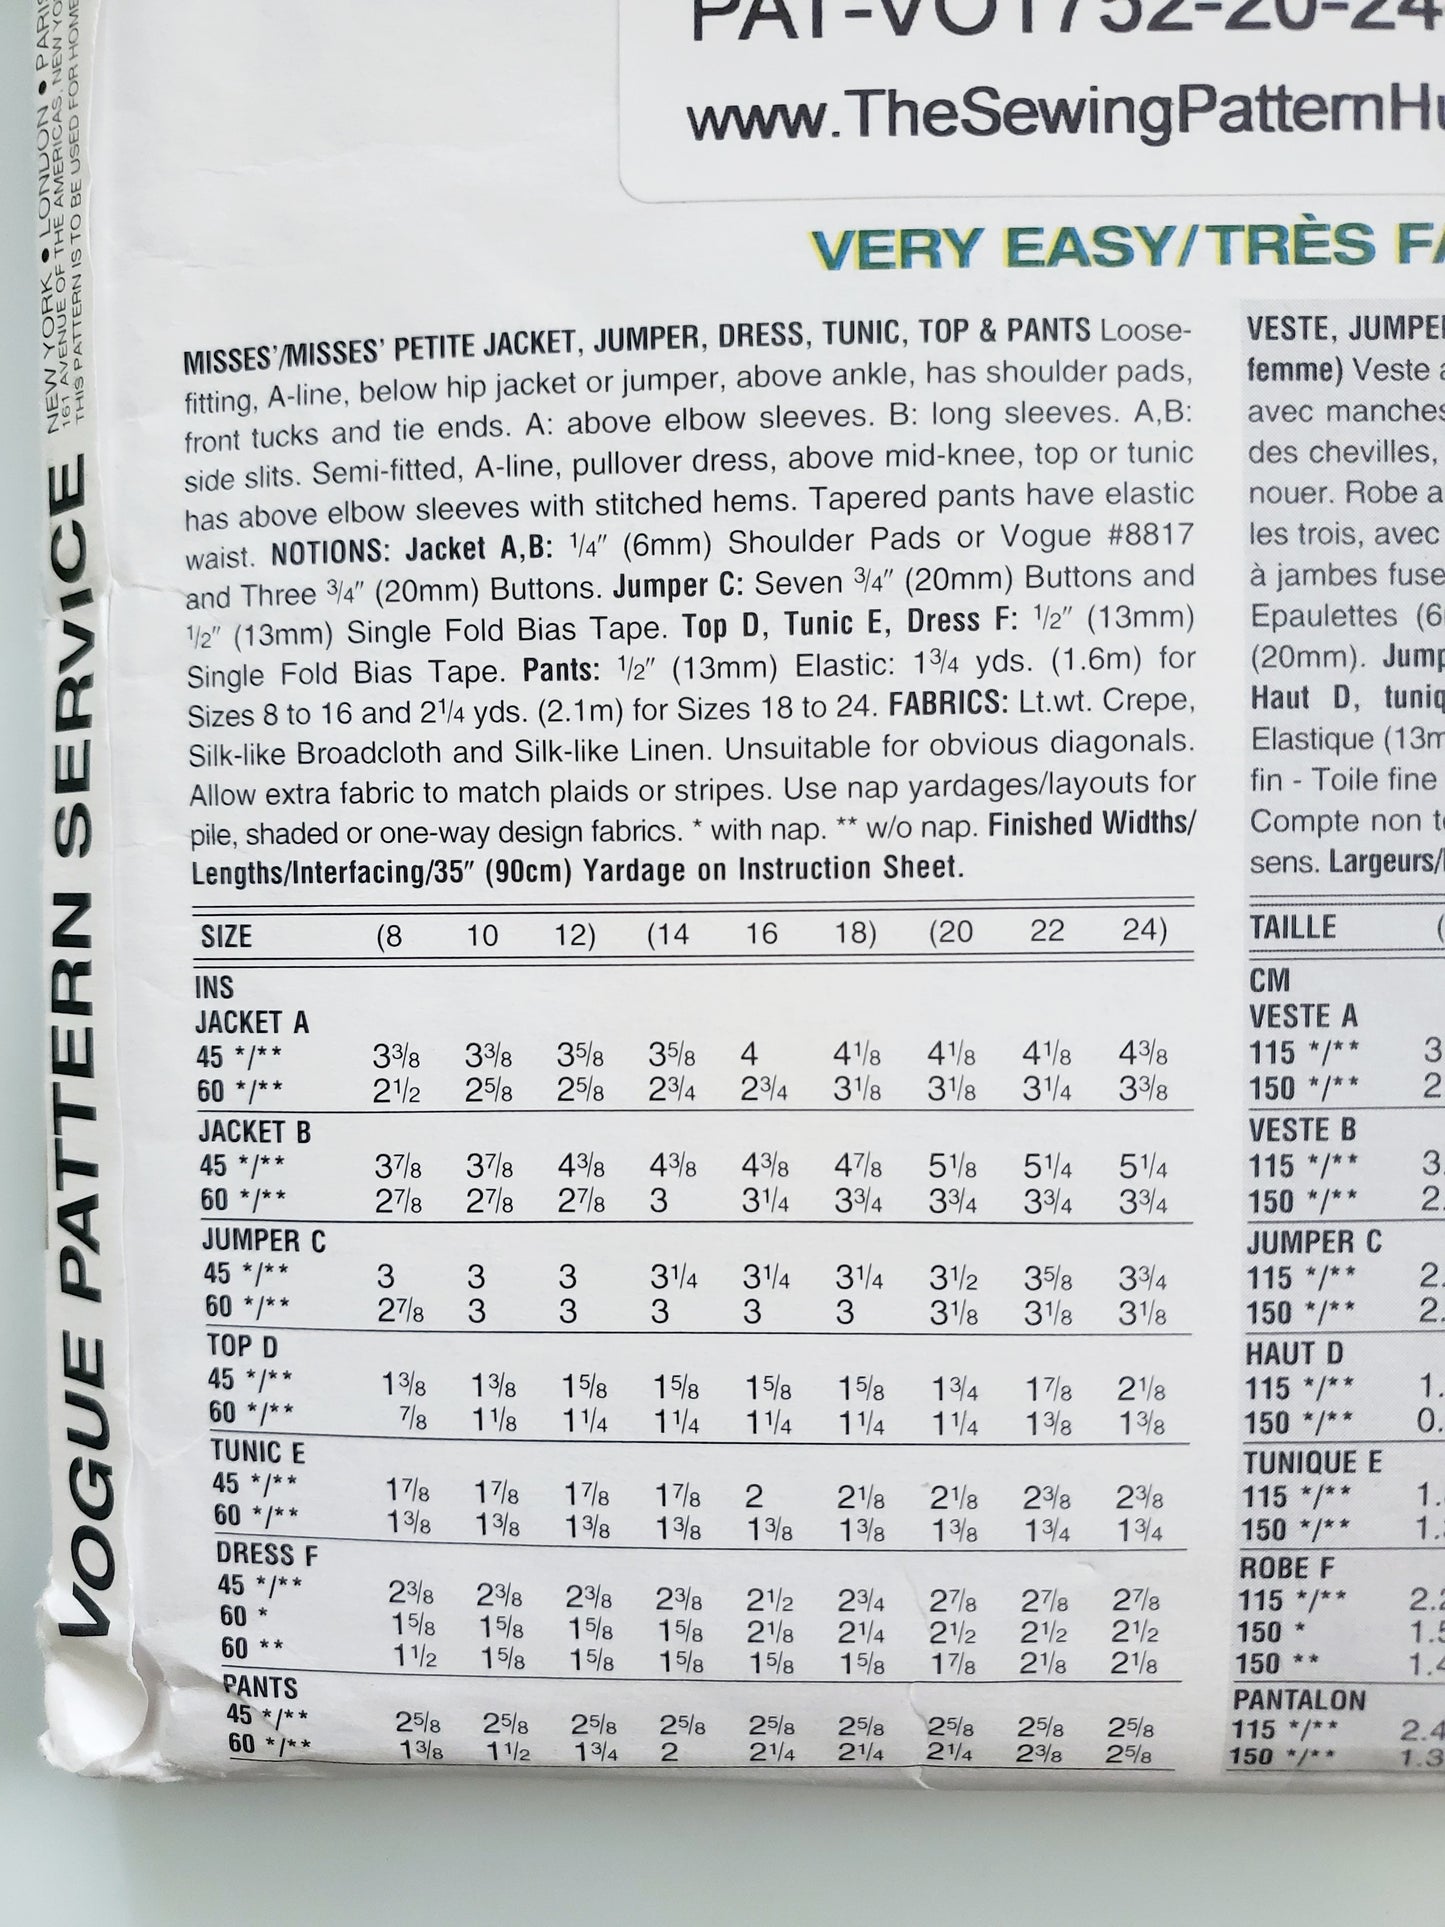 PAT-VO1752-20-24
www.TheSewingPatternHu
VERY EASY/TRÈS FA
NEW YORK • LONDON • PARIS
161 AVENUE OF THE AMERICAS, NEW YO
THIS PATTERN IS TO BE USED FOR HOME
VOGUE PATTERN SERVICE
MISSES'/MISSES' PETITE JACKET, JUMPER, DRESS, TUNIC, TOP & PANTS Loose-
fitting, A-line, below hip jacket or jumper, above ankle, has shoulder pads,
front tucks and tie ends. A: above elbow sleeves. B: long sleeves. A,B:
side slits. Semi-fitted, A-line, pullover dress, above mid-knee, top or tunic
has above elbow sleeves with stitched hems. Tapered pants have elastic
waist. NOTIONS: Jacket A,B: 1/4" (6mm) Shoulder Pads or Vogue #8817
and Three 3/4" (20mm) Buttons. Jumper C: Seven 3/4" (20mm) Buttons and
1/2" (13mm) Single Fold Bias Tape. Top D, Tunic E, Dress F: 1/2" (13mm)
Single Fold Bias Tape. Pants: 1/2" (13mm) Elastic: 1 3/4 yds. (1.6m) for
Sizes 8 to 16 and 2 1/4 yds. (2.1m) for Sizes 18 to 24. FABRICS: Lt.wt. Crepe,
Silk-like Broadcloth and Silk-like Linen. Unsuitable for obvious diagonals.
Allow extra fabric to match plaids or stripes. Use nap yardages/layouts for
pile, shaded or one-way design fabrics. * with nap. ** w/o nap. Finished Widths/
Lengths/Interfacing/35" (90cm) Yardage on Instruction Sheet.
SIZE (8 10 12) (14 16 18) (20 22 24)
INS
JACKET A
45 */** 3 3/8 3 3/8 3 5/8 3 5/8 4 4 1/8 4 1/8 4 1/8 4 3/8
60 */** 2 1/2 2 5/8 2 5/8 2 3/4 2 3/4 3 1/8 3 1/8 3 1/4 3 3/8
JACKET B
45 */** 3 7/8 3 7/8 4 3/8 4 3/8 4 3/8 4 7/8 5 1/8 5 1/4 5 1/4
60 */** 2 7/8 2 7/8 2 7/8 3 3 1/4 3 3/4 3 3/4 3 3/4 3 3/4
JUMPER C
45 */** 3 3 3 3 1/4 3 1/4 3 1/4 3 1/2 3 5/8 3 3/4
60 */** 2 7/8 3 3 3 3 3 3 1/8 3 1/8 3 1/8
TOP D
45 */** 1 3/8 1 3/8 1 5/8 1 5/8 1 5/8 1 5/8 1 3/4 1 7/8 2 1/8
60 */** 7/8 1 1/8 1 1/4 1 1/4 1 1/4 1 1/4 1 1/4 1 3/8 1 3/8
TUNIC E
45 */** 1 7/8 1 7/8 1 7/8 1 7/8 2 2 1/8 2 1/8 2 3/8 2 3/8
60 */** 1 3/8 1 3/8 1 3/8 1 3/8 1 3/8 1 3/8 1 3/8 1 3/4 1 3/4
DRESS F
45 */** 2 3/8 2 3/8 2 3/8 2 3/8 2 1/2 2 3/4 2 7/8 2 7/8 2 7/8
60 * 1 5/8 1 5/8 1 5/8 1 5/8 2 1/8 2 1/4 2 1/2 2 1/2 2 1/2
60 ** 1 1/2 1 5/8 1 5/8 1 5/8 1 5/8 1 5/8 1 7/8 2 1/8 2 1/8
PANTS
45 */** 2 5/8 2 5/8 2 5/8 2 5/8 2 5/8 2 5/8 2 5/8 2 5/8 2 5/8
60 */** 1 3/8 1 1/2 1 3/4 2 2 1/4 2 1/4 2 1/4 2 3/8 2 5/8
VESTE, JUMPE
femme) Veste a
avec manches
des chevilles,
nouer. Robe a
les trois, avec
à jambes fuse
Epaulettes (6
(20mm). Jump
Haut D, tuniq
Elastique (13m
fin - Toile fine
Compte non t
sens. Largeurs/
TAILLE (
CM
VESTE A
115 */** 3
150 */** 2
VESTE B
115 */** 3.
150 */** 2.
JUMPER C
115 */** 2.
150 */** 2.
HAUT D
115 */** 1.
150 */** 0.
TUNIQUE E
115 */** 1.
150 */** 1.
ROBE F
115 */** 2.2
150 * 1.5
150 ** 1.4
PANTALON
115 */** 2.4
150 */** 1.3